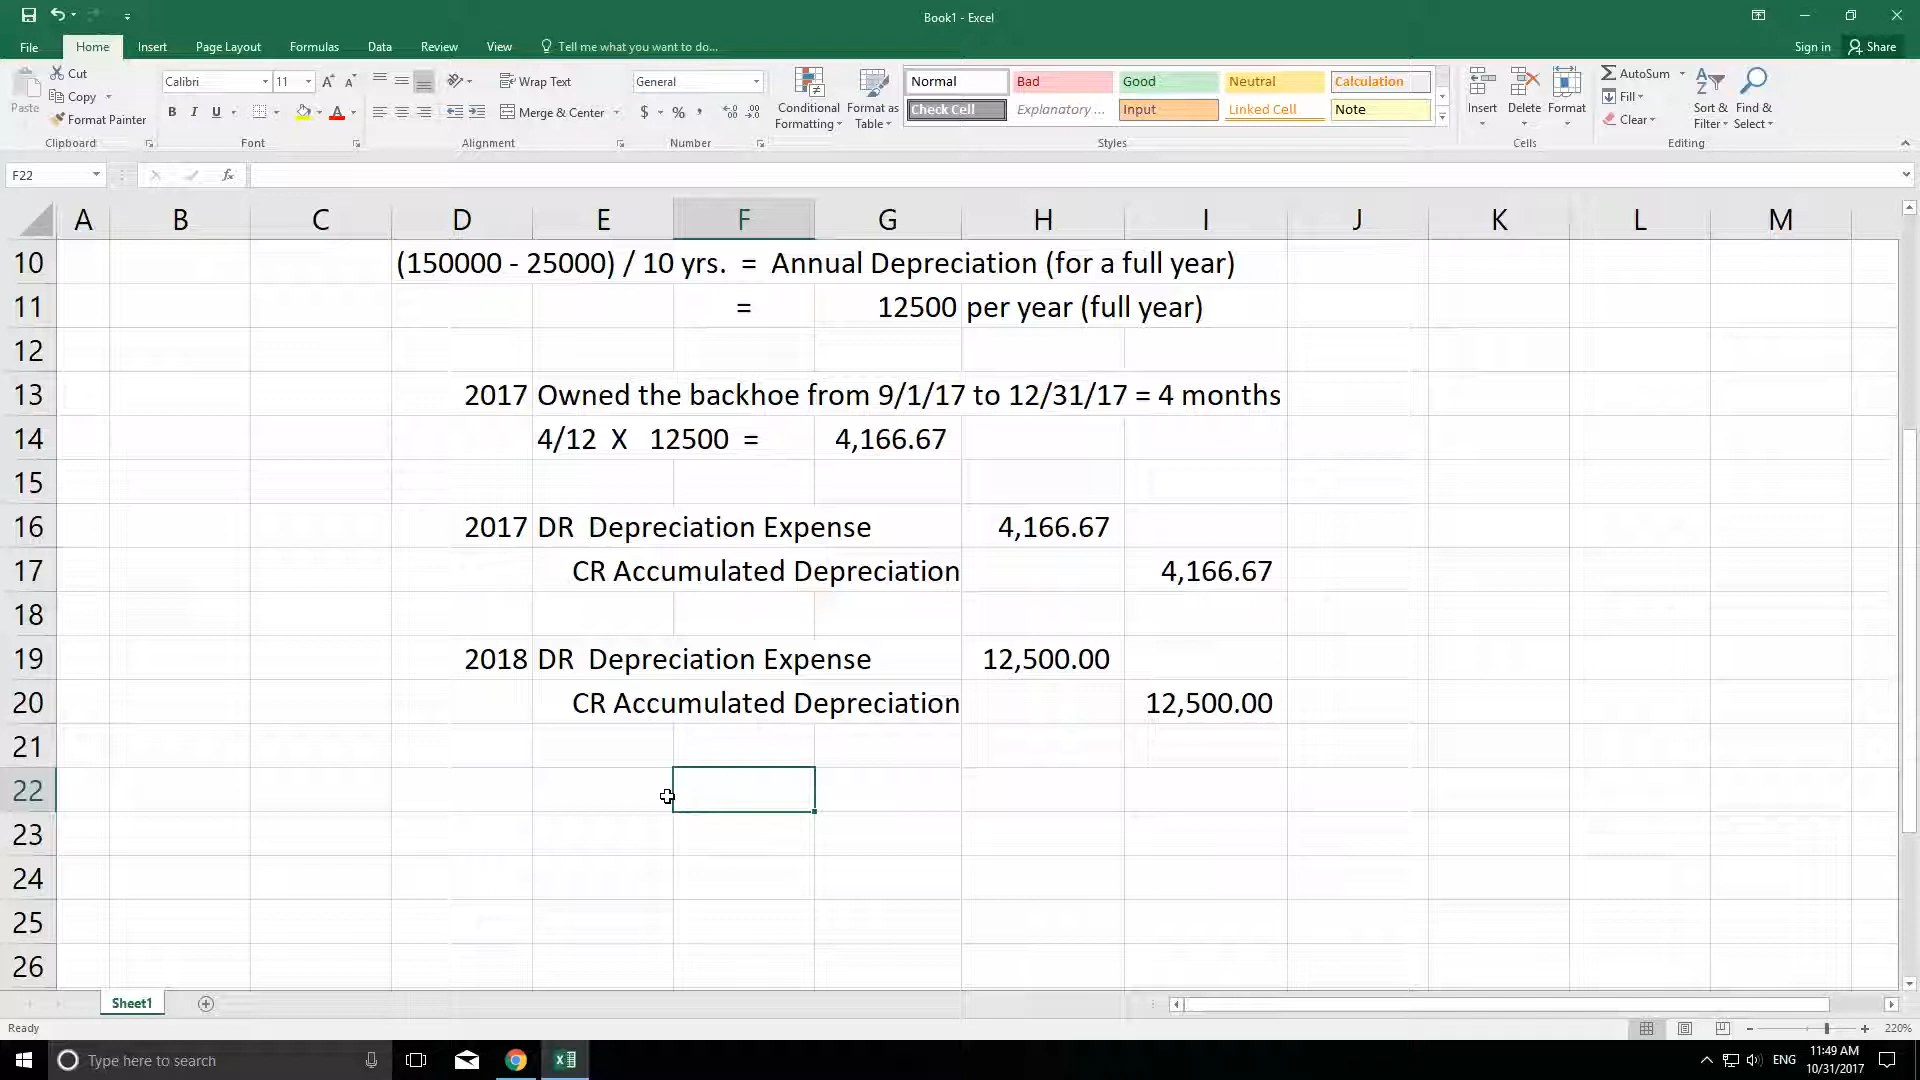 Book1 - Excel
File Home Insert Page Layout Formulas Data Review View Tell me what you want to do... Sign in Share
Paste Cut Copy Format Painter Clipboard
Calibri 11 A A B I U A Font
Wrap Text Merge & Center Alignment
General $ % , Number
Conditional Formatting Format as Table
Normal Bad Good Neutral Calculation
Check Cell Explanatory ... Input Linked Cell Note
Styles
Insert Delete Format Cells
AutoSum Fill Clear Sort & Filter Find & Select Editing
F22 fx
A B C D E F G H I J K L M
10 (150000 - 25000) / 10 yrs. = Annual Depreciation (for a full year)
11 = 12500 per year (full year)
12
13 2017 Owned the backhoe from 9/1/17 to 12/31/17 = 4 months
14 4/12 X 12500 = 4,166.67
15
16 2017 DR Depreciation Expense 4,166.67
17 CR Accumulated Depreciation 4,166.67
18
19 2018 DR Depreciation Expense 12,500.00
20 CR Accumulated Depreciation 12,500.00
21
22
23
24
25
26
Sheet1
Ready 220%
Type here to search ENG 11:49 AM
10/31/2017